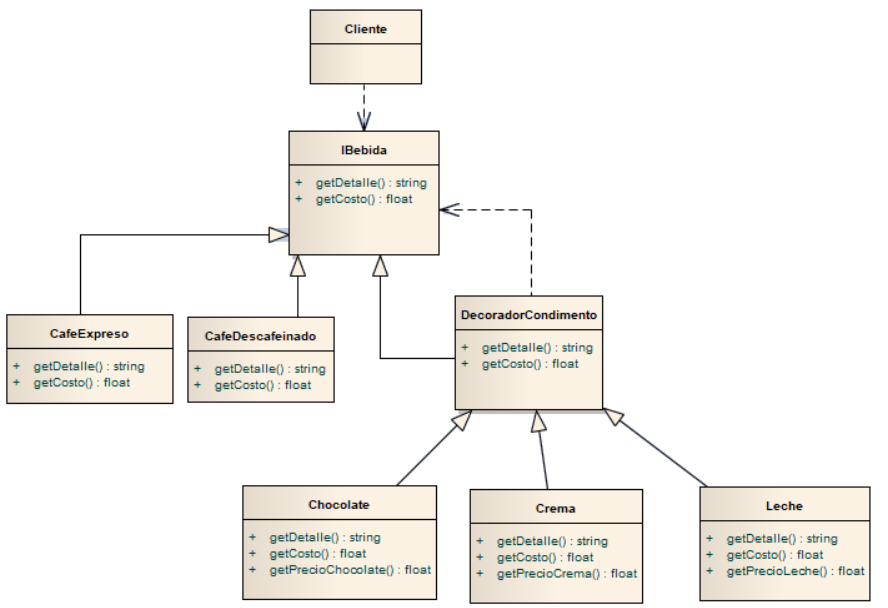 Cliente
IBebida
+ getDetalle() : string
+ getCosto() : float
CafeExpreso
+ getDetalle() : string
+ getCosto() : float
CafeDescafeinado
+ getDetalle() : string
+ getCosto() : float
DecoradorCondimento
+ getDetalle() : string
+ getCosto() : float
Chocolate
+ getDetalle() : string
+ getCosto() : float
+ getPrecioChocolate() : float
Crema
+ getDetalle() : string
+ getCosto() : float
+ getPrecioCrema() : float
Leche
+ getDetalle() : string
+ getCosto() : float
+ getPrecioLeche() : float